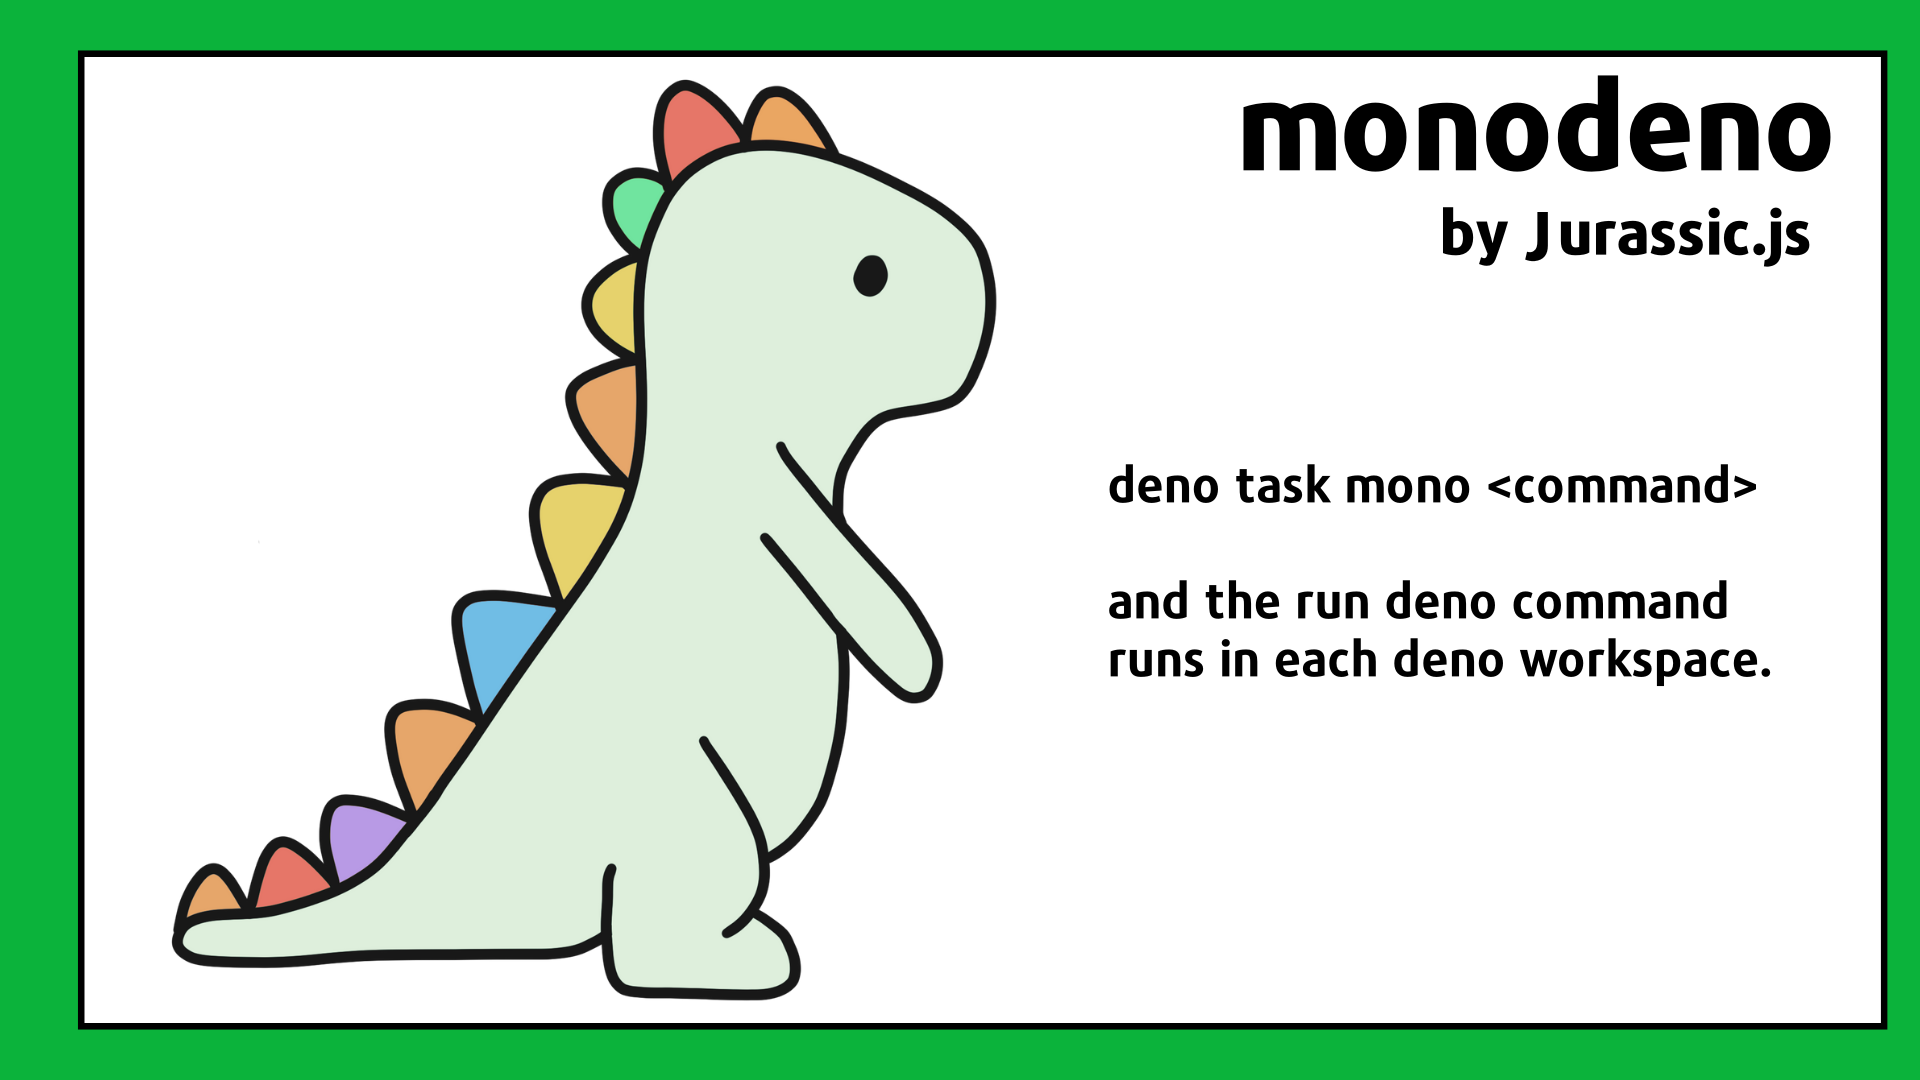 monodeno
by Jurassic.js
deno task mono <command>
and the run deno command
runs in each deno workspace.